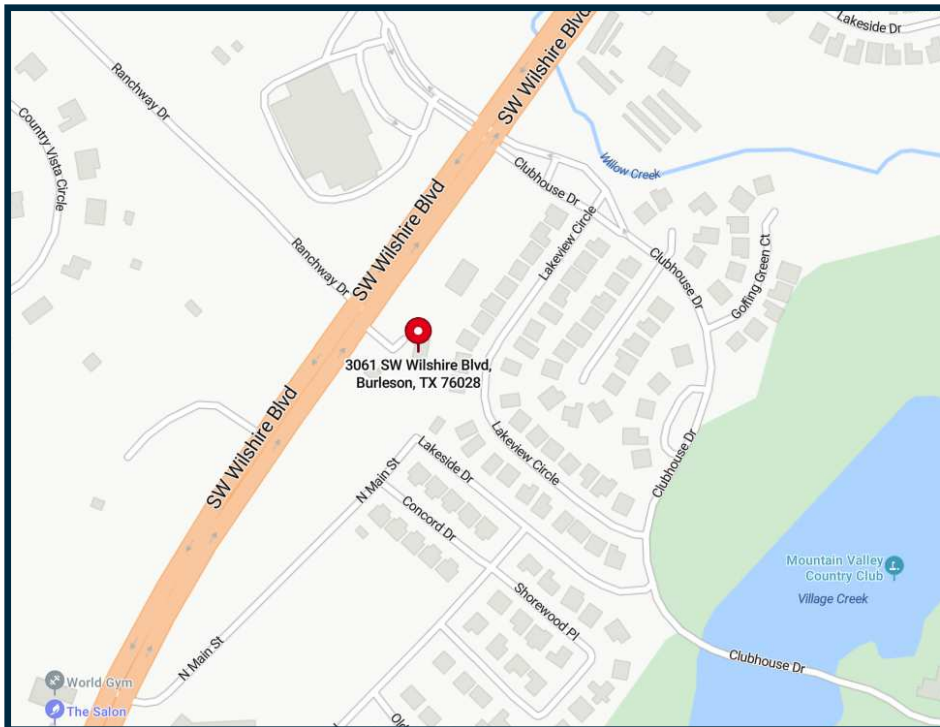 Lakeside Dr
SW Wilshire Blvd
Ranchway Dr
Country Vista Circle
Willow Creek
Clubhouse Dr
SW Wilshire Blvd
Lakeview Circle
Clubhouse Dr
Golfing Green Ct
Ranchway Dr
3061 SW Wilshire Blvd,
Burleson, TX 76028
SW Wilshire Blvd
Lakeside Dr
Lakeview Circle
Clubhouse Dr
N Main St
Concord Dr
Mountain Valley
Country Club
Village Creek
Shorewood Pl
N Main St
Clubhouse Dr
World Gym
The Salon